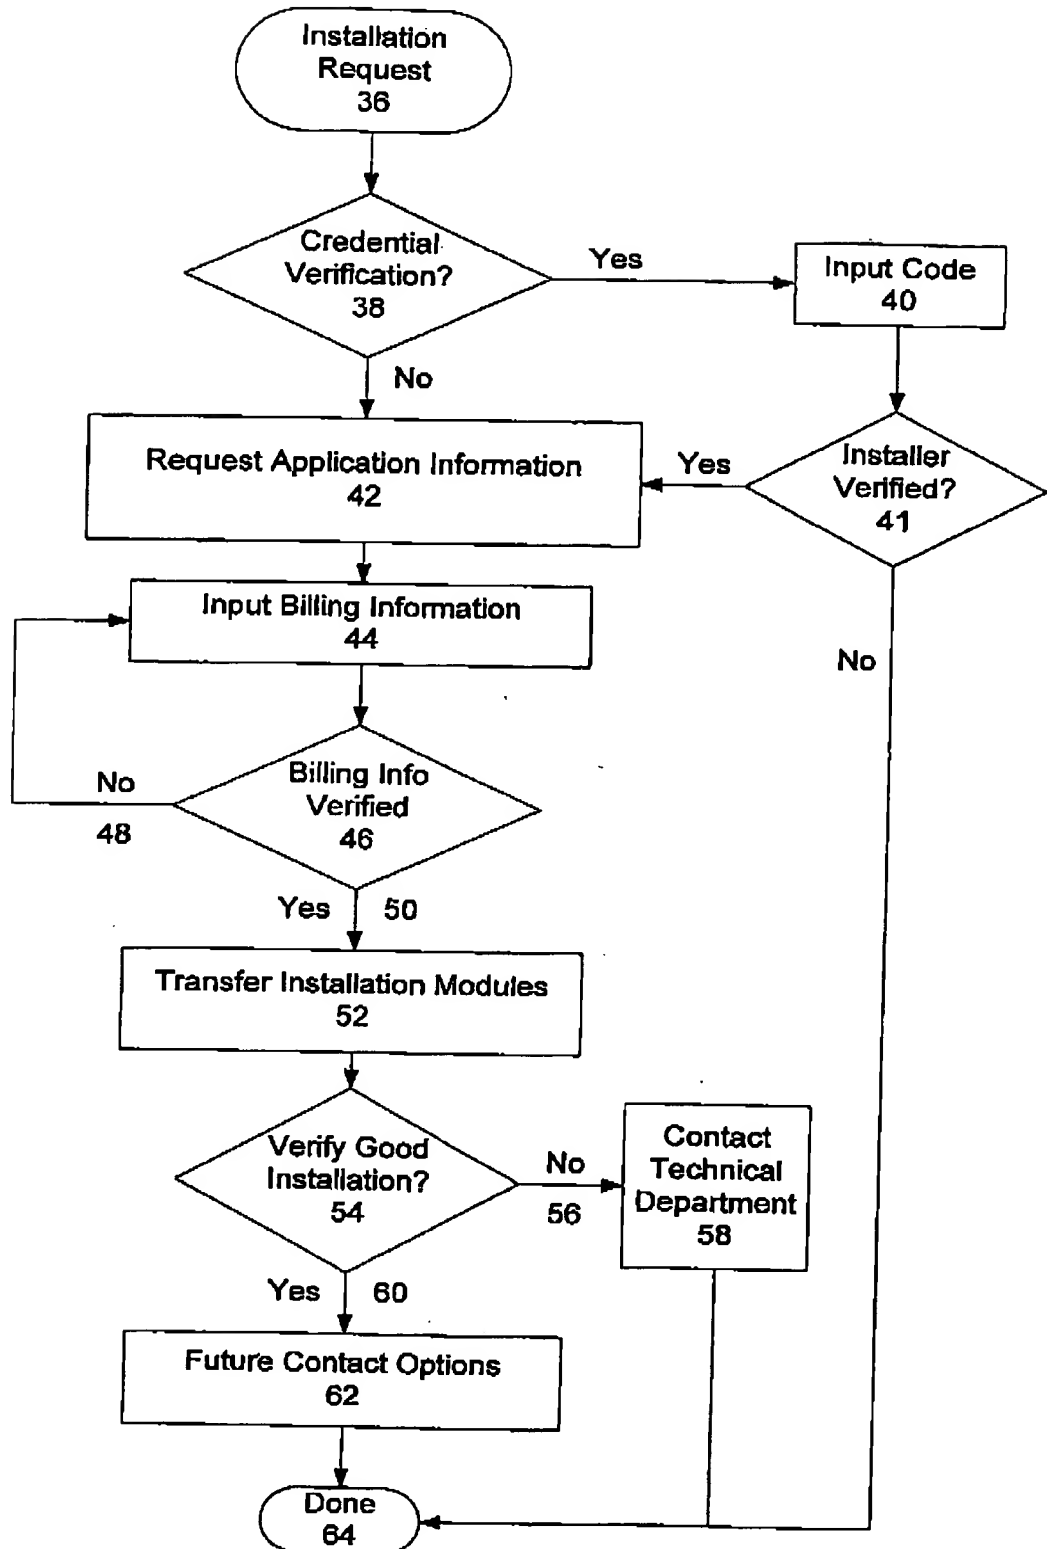 Installation
Request
36
Credential
Verification?
38
Yes
Input Code
40
No
Request Application Information
42
Yes
Installer
Verified?
41
Input Billing Information
44
No
Billing Info
Verified
46
No
48
Yes 50
Transfer Installation Modules
52
Verify Good
Installation?
54
No
56
Contact
Technical
Department
58
Yes 60
Future Contact Options
62
Done
64